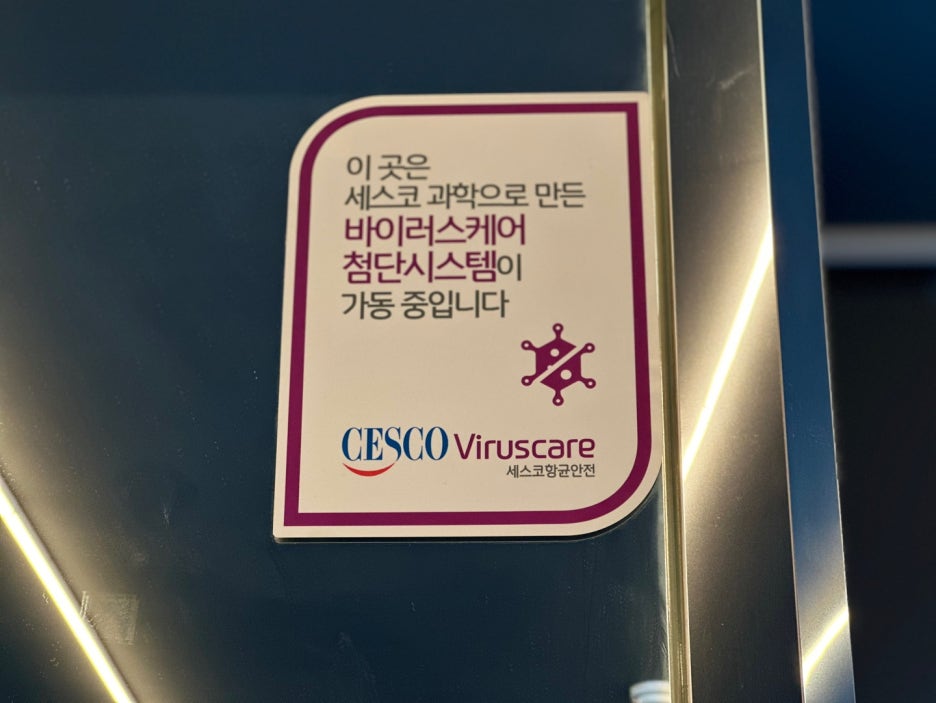 이 곳은
세스코 과학으로 만든
바이러스케어
첨단시스템이
가동 중입니다
CESCO Viruscare
세스코항균안전